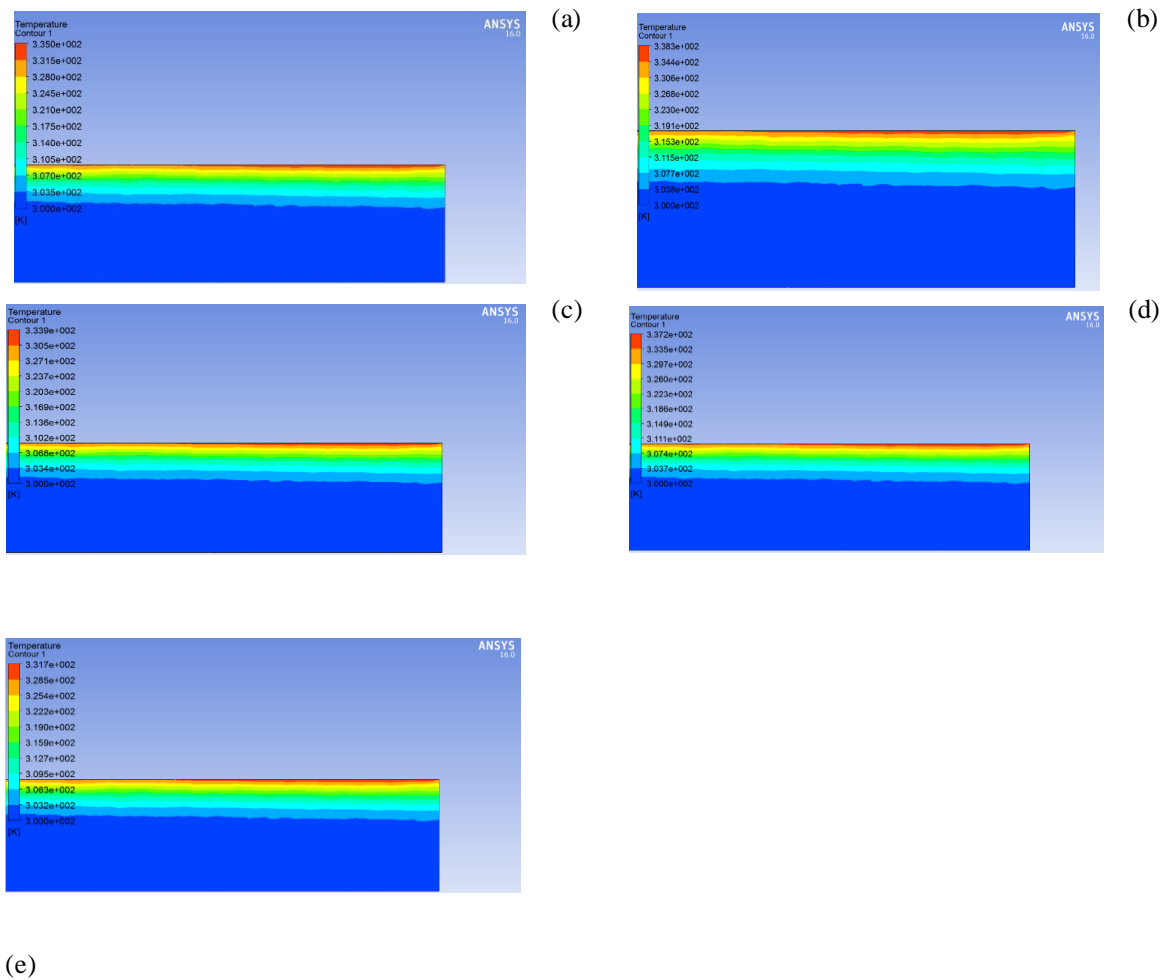 Temperature
Contour 1
3.350e+002
3.315e+002
3.280e+002
3.245e+002
3.210e+002
3.175e+002
3.140e+002
3.105e+002
3.070e+002
3.035e+002
3.000e+002
[K]
ANSYS
16.0
(a)
Temperature
Contour 1
3.383e+002
3.344e+002
3.306e+002
3.268e+002
3.230e+002
3.191e+002
3.153e+002
3.115e+002
3.077e+002
3.038e+002
3.000e+002
[K]
ANSYS
16.0
(b)
Temperature
Contour 1
3.339e+002
3.305e+002
3.271e+002
3.237e+002
3.203e+002
3.169e+002
3.136e+002
3.102e+002
3.068e+002
3.034e+002
3.000e+002
[K]
ANSYS
16.0
(c)
Temperature
Contour 1
3.372e+002
3.335e+002
3.297e+002
3.260e+002
3.223e+002
3.186e+002
3.149e+002
3.111e+002
3.074e+002
3.037e+002
3.000e+002
[K]
ANSYS
16.0
(d)
Temperature
Contour 1
3.317e+002
3.285e+002
3.254e+002
3.222e+002
3.190e+002
3.159e+002
3.127e+002
3.095e+002
3.063e+002
3.032e+002
3.000e+002
[K]
ANSYS
16.0
(e)